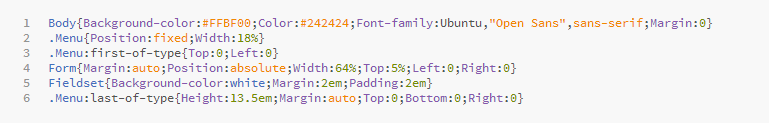 1 Body{Background-color:#FFBF00;Color:#242424;Font-family:Ubuntu,"Open Sans",sans-serif;Margin:0}
2 .Menu{Position:fixed;Width:18%}
3 .Menu:first-of-type{Top:0;Left:0}
4 Form{Margin:auto;Position:absolute;Width:64%;Top:5%;Left:0;Right:0}
5 Fieldset{Background-color:white;Margin:2em;Padding:2em}
6 .Menu:last-of-type{Height:13.5em;Margin:auto;Top:0;Bottom:0;Right:0}